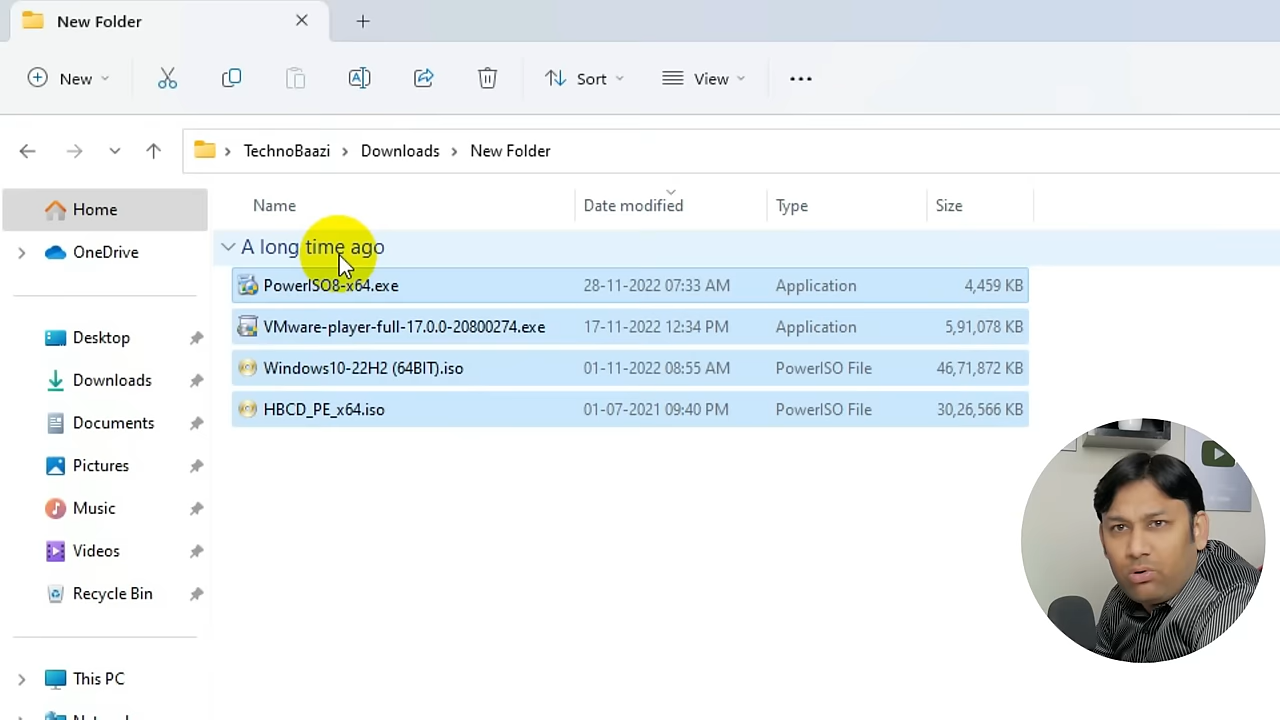 New Folder
New
Sort
View
TechnoBaazi
Downloads
New Folder
Name
Date modified
Type
Size
Home
OneDrive
Desktop
Downloads
Documents
Pictures
Music
Videos
Recycle Bin
This PC
A long time ago
PowerISO8-x64.exe 28-11-2022 07:33 AM Application 4,459 KB
VMware-player-full-17.0.0-20800274.exe 17-11-2022 12:34 PM Application 5,91,078 KB
Windows10-22H2 (64BIT).iso 01-11-2022 08:55 AM PowerISO File 46,71,872 KB
HBCD_PE_x64.iso 01-07-2021 09:40 PM PowerISO File 30,26,566 KB